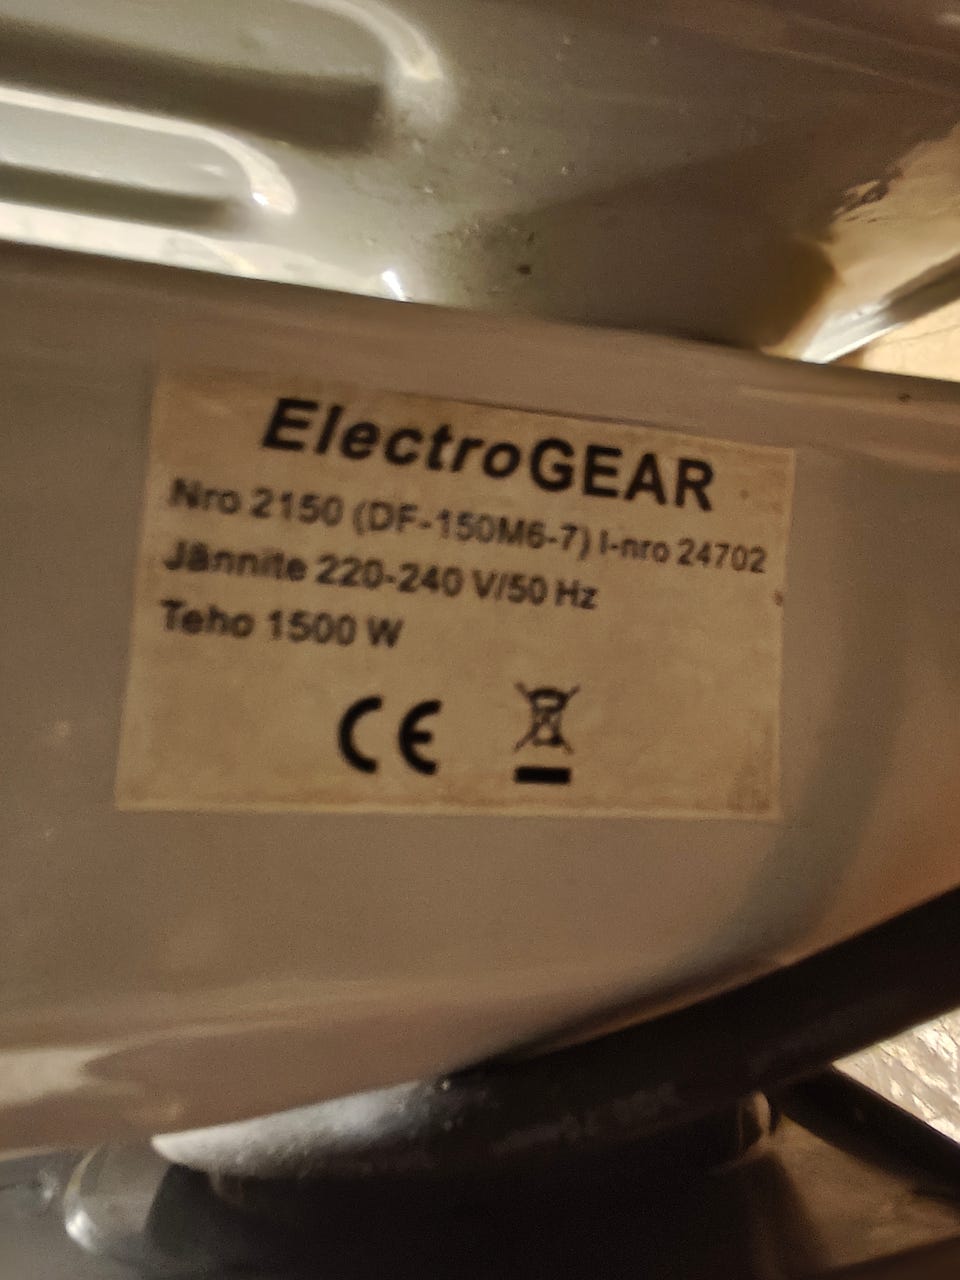 ElectroGEAR
Nro 2150 (DF-150M6-7) I-nro 24702
Jännite 220-240 V/50 Hz
Teho 1500 W
CE